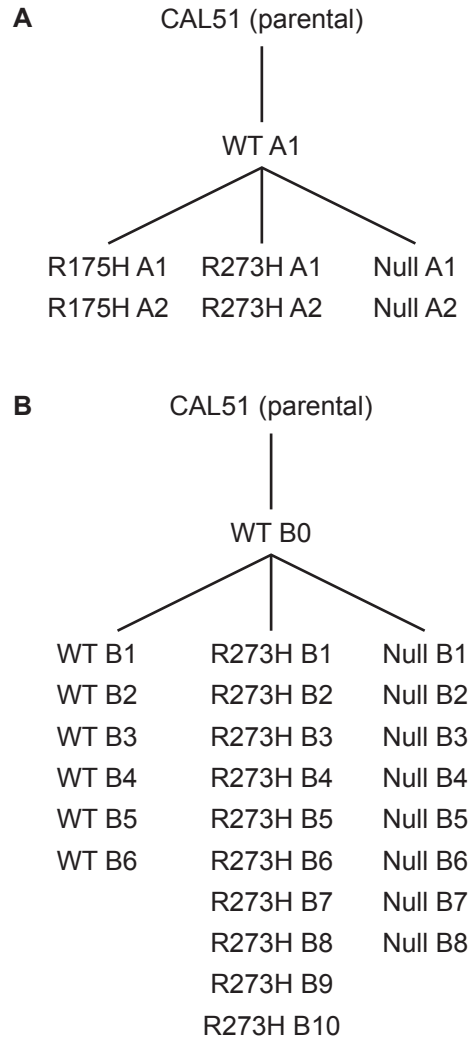 A CAL51 (parental)
WT A1
R175H A1 R273H A1 Null A1
R175H A2 R273H A2 Null A2
B CAL51 (parental)
WT B0
WT B1 R273H B1 Null B1
WT B2 R273H B2 Null B2
WT B3 R273H B3 Null B3
WT B4 R273H B4 Null B4
WT B5 R273H B5 Null B5
WT B6 R273H B6 Null B6
R273H B7 Null B7
R273H B8 Null B8
R273H B9
R273H B10